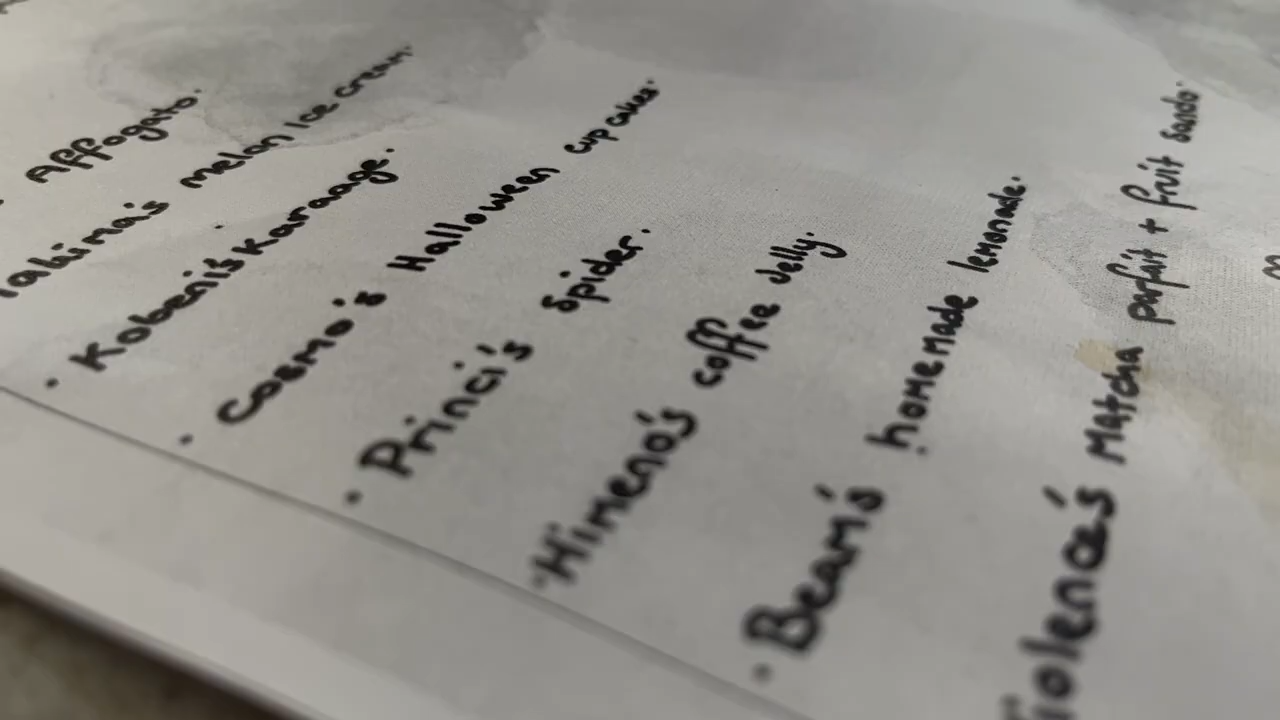 Affogato.
melon Ice cream.
• Kobeni's Karaage.
• Cosmo's Halloween cupcakes.
• Princi's Spider.
• Himeno's coffee Jelly.
• Beam's homemade lemonade.
Violence's Matcha parfait + fruit sando.